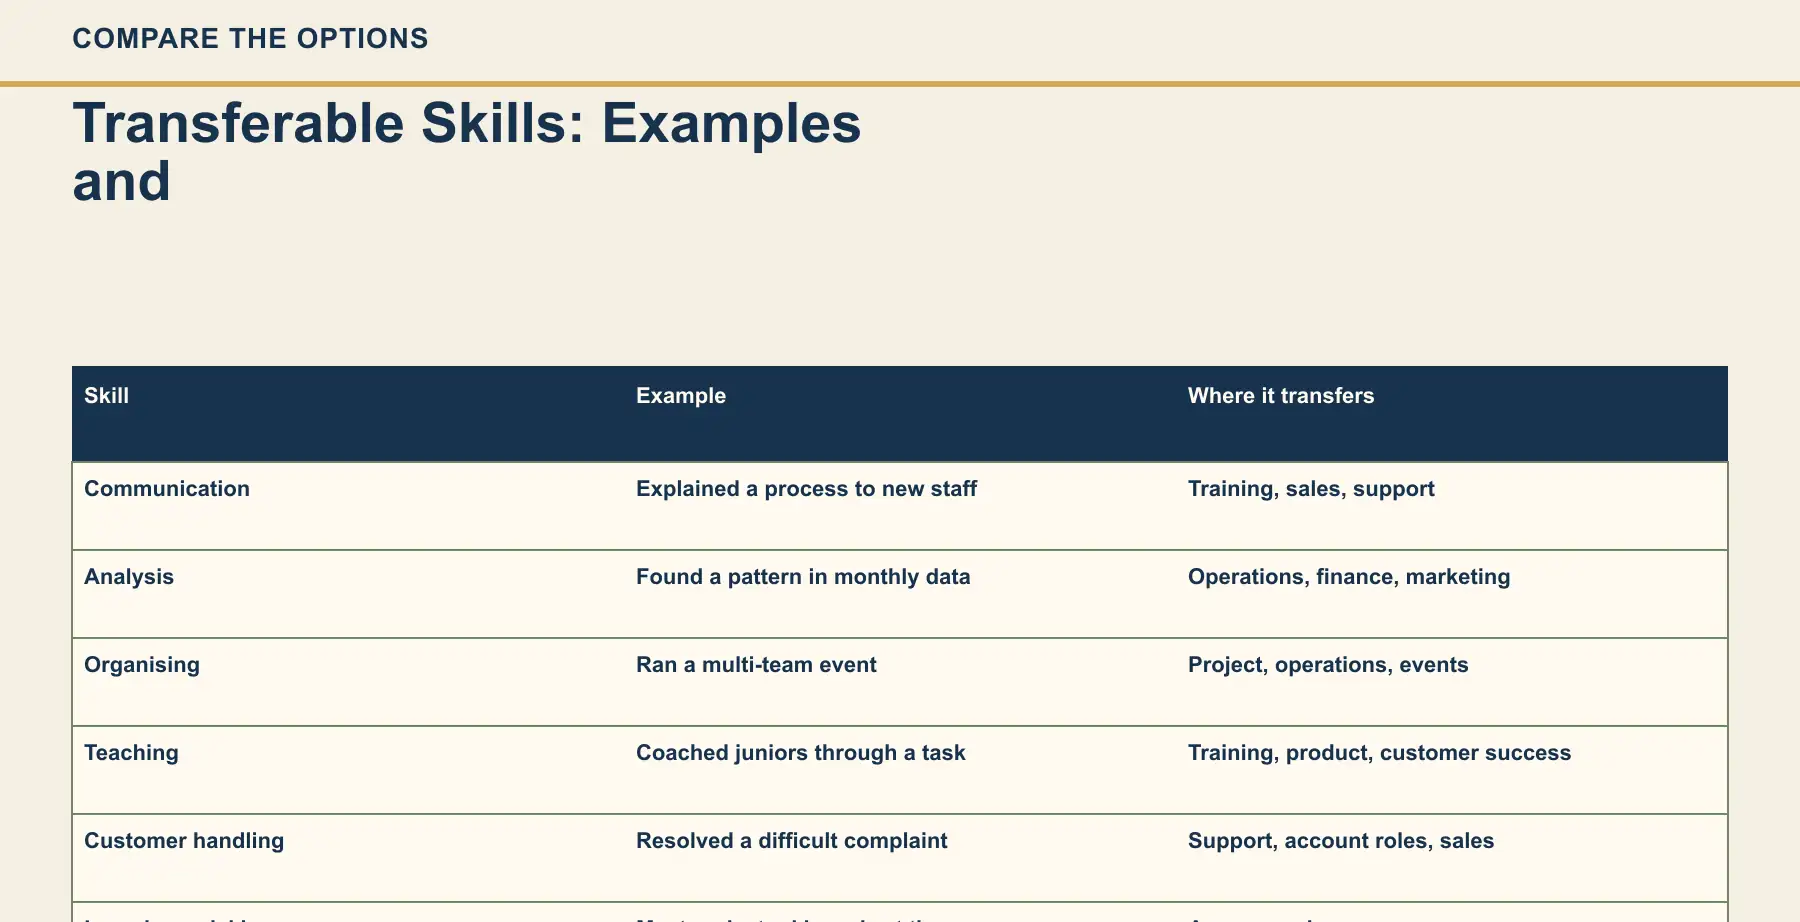 COMPARE THE OPTIONS
Transferable Skills: Examples
and
Skill Example Where it transfers
Communication Explained a process to new staff Training, sales, support
Analysis Found a pattern in monthly data Operations, finance, marketing
Organising Ran a multi-team event Project, operations, events
Teaching Coached juniors through a task Training, product, customer success
Customer handling Resolved a difficult complaint Support, account roles, sales